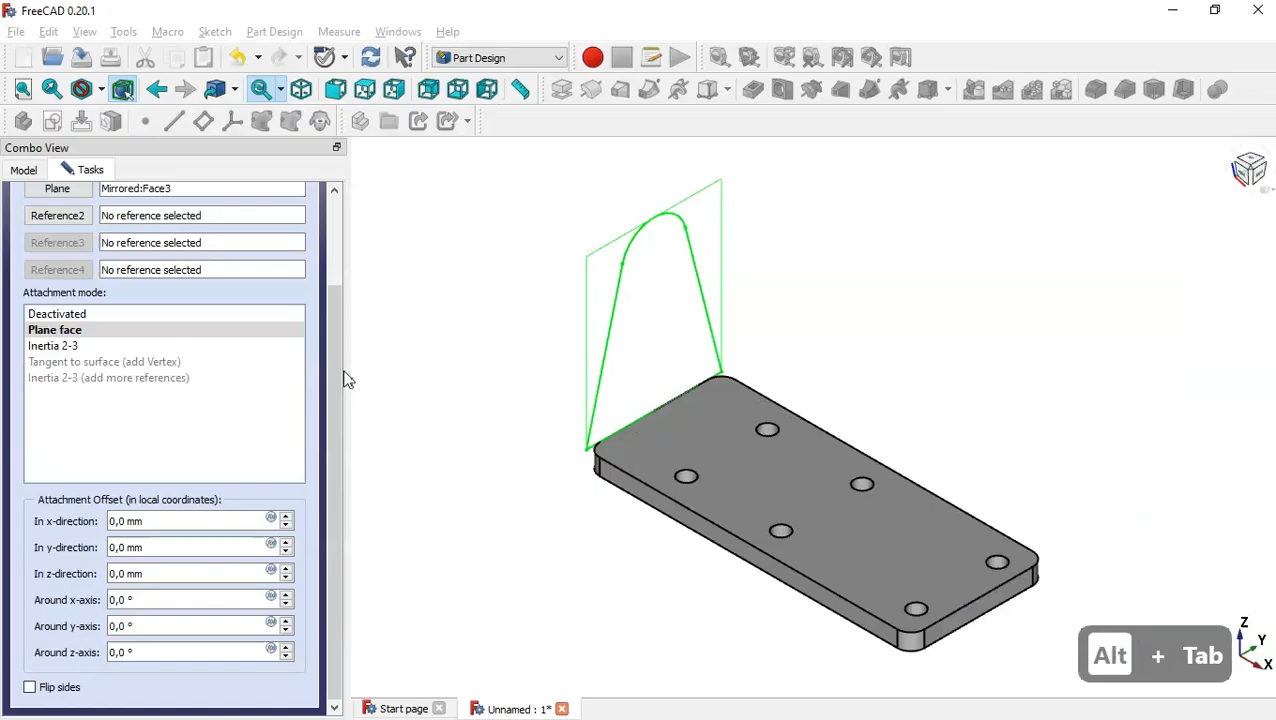 FreeCAD 0.20.1
File Edit View Tools Macro Sketch Part Design Measure Windows Help
Part Design
Combo View
Model Tasks
Plane Mirrored:Face3
Reference2 No reference selected
Reference3 No reference selected
Reference4 No reference selected
Attachment mode:
Deactivated
Plane face
Inertia 2-3
Tangent to surface (add Vertex)
Inertia 2-3 (add more references)
Attachment Offset (in local coordinates):
In x-direction: 0,0 mm
In y-direction: 0,0 mm
In z-direction: 0,0 mm
Around x-axis: 0,0 °
Around y-axis: 0,0 °
Around z-axis: 0,0 °
Flip sides
Alt + Tab
Z
Y
X
Start page Unnamed : 1*